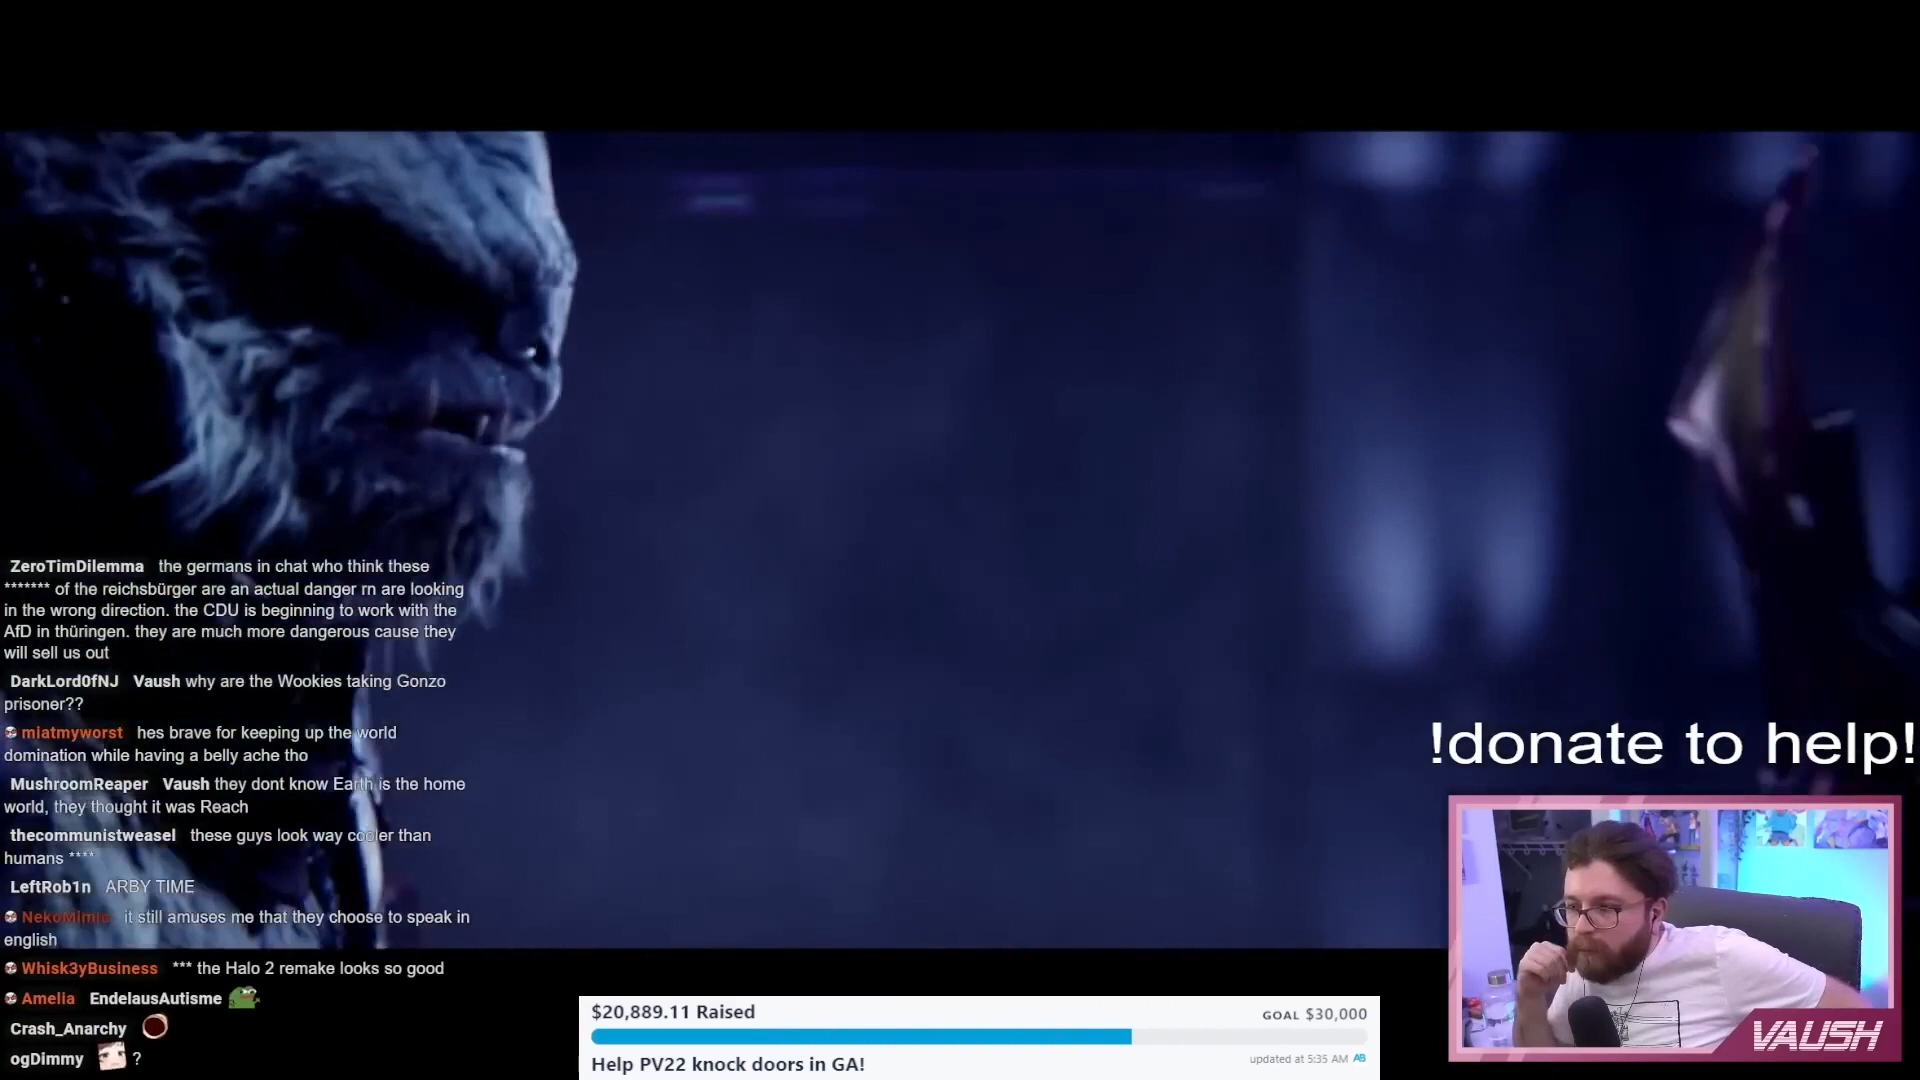 ZeroTimDilemma the germans in chat who think these
******* of the reichsbürger are an actual danger rn are looking
in the wrong direction. the CDU is beginning to work with the
AfD in thüringen. they are much more dangerous cause they
will sell us out
DarkLord0fNJ Vaush why are the Wookies taking Gonzo
prisoner??
miatmyworst hes brave for keeping up the world
domination while having a belly ache tho
MushroomReaper Vaush they dont know Earth is the home
world, they thought it was Reach
thecommunistweasel these guys look way cooler than
humans ****
LeftRob1n ARBY TIME
NekoMimic it still amuses me that they choose to speak in
english
Whisk3yBusiness *** the Halo 2 remake looks so good
Amelia EndelausAutisme
Crash_Anarchy
ogDimmy ?
$20,889.11 Raised
GOAL $30,000
Help PV22 knock doors in GA!
updated at 5:35 AM AB
!donate to help!
VAUSH